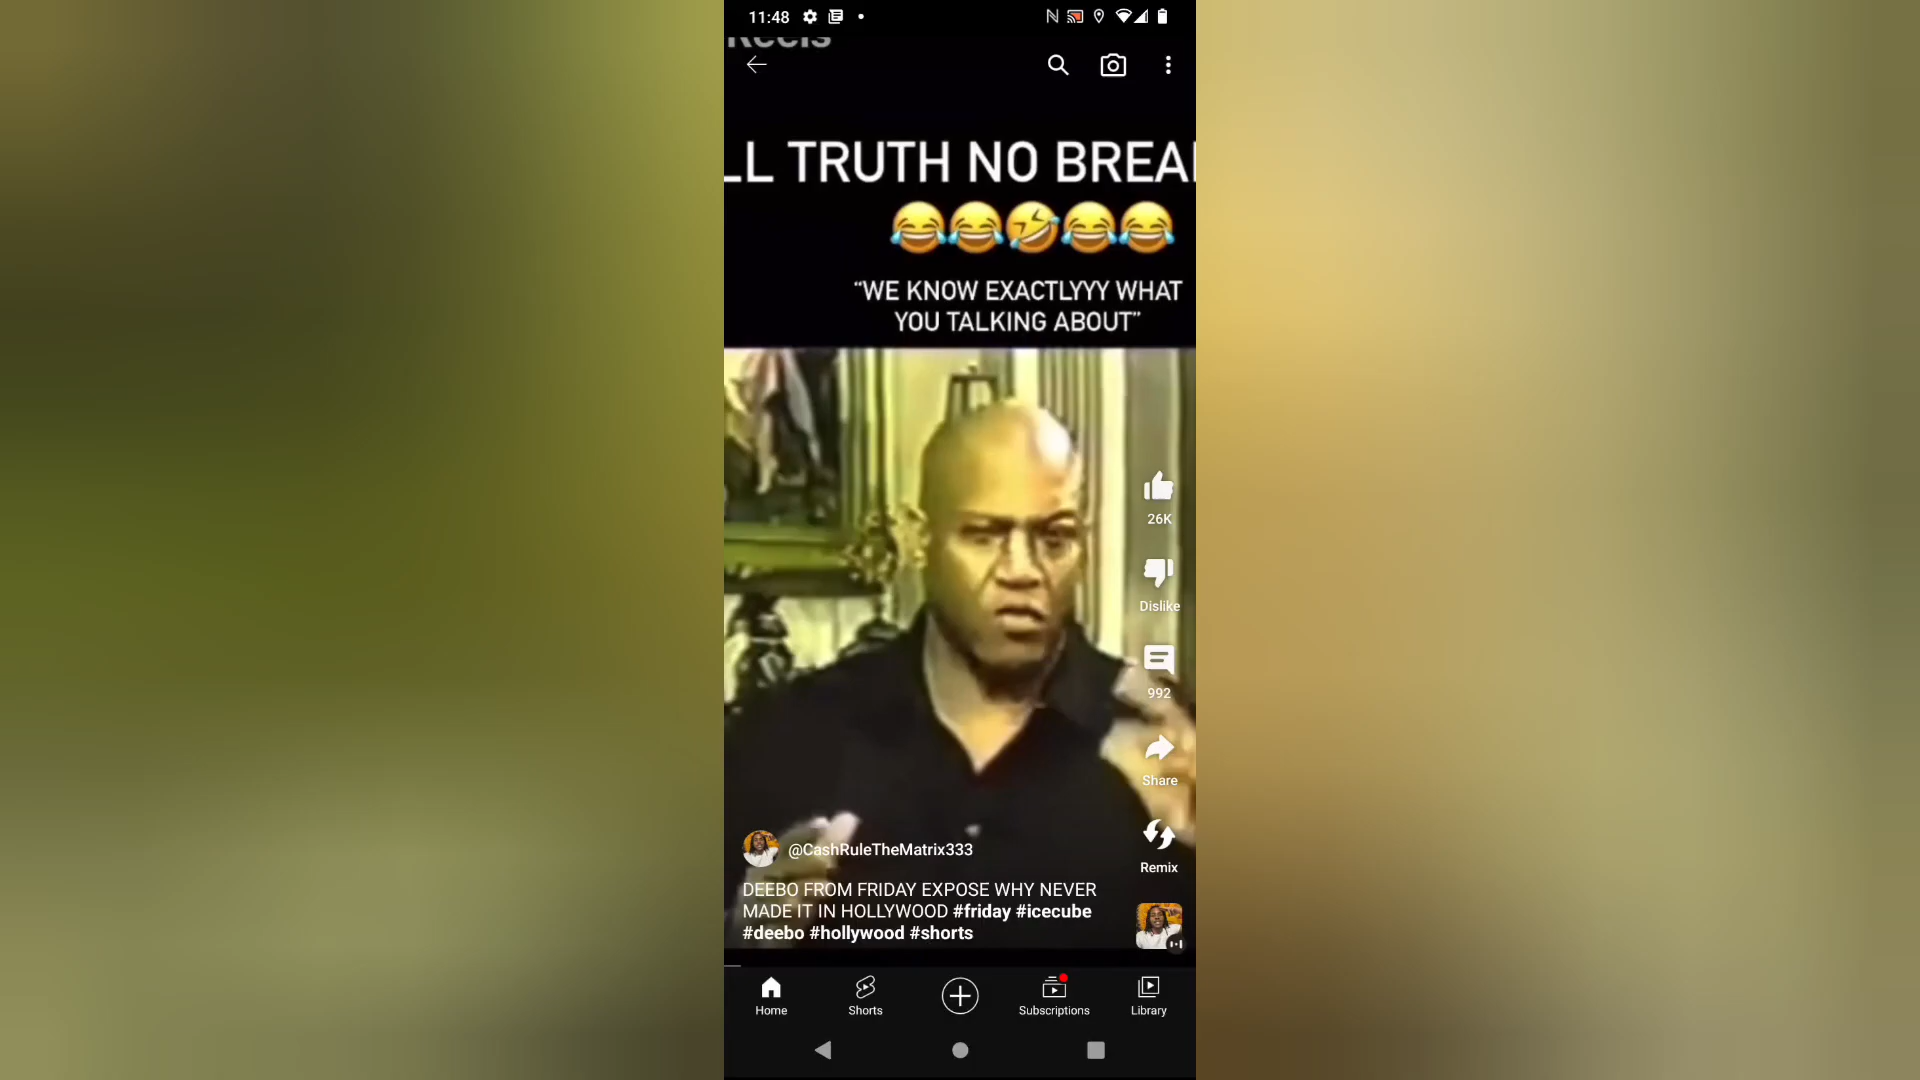 11:48
Reels
LL TRUTH NO BREA
😂😂🤣😂😂
“WE KNOW EXACTLYYY WHAT
YOU TALKING ABOUT”
26K
Dislike
992
Share
Remix
@CashRuleTheMatrix333
DEEBO FROM FRIDAY EXPOSE WHY NEVER
MADE IT IN HOLLYWOOD #friday #icecube
#deebo #hollywood #shorts
Home
Shorts
Subscriptions
Library